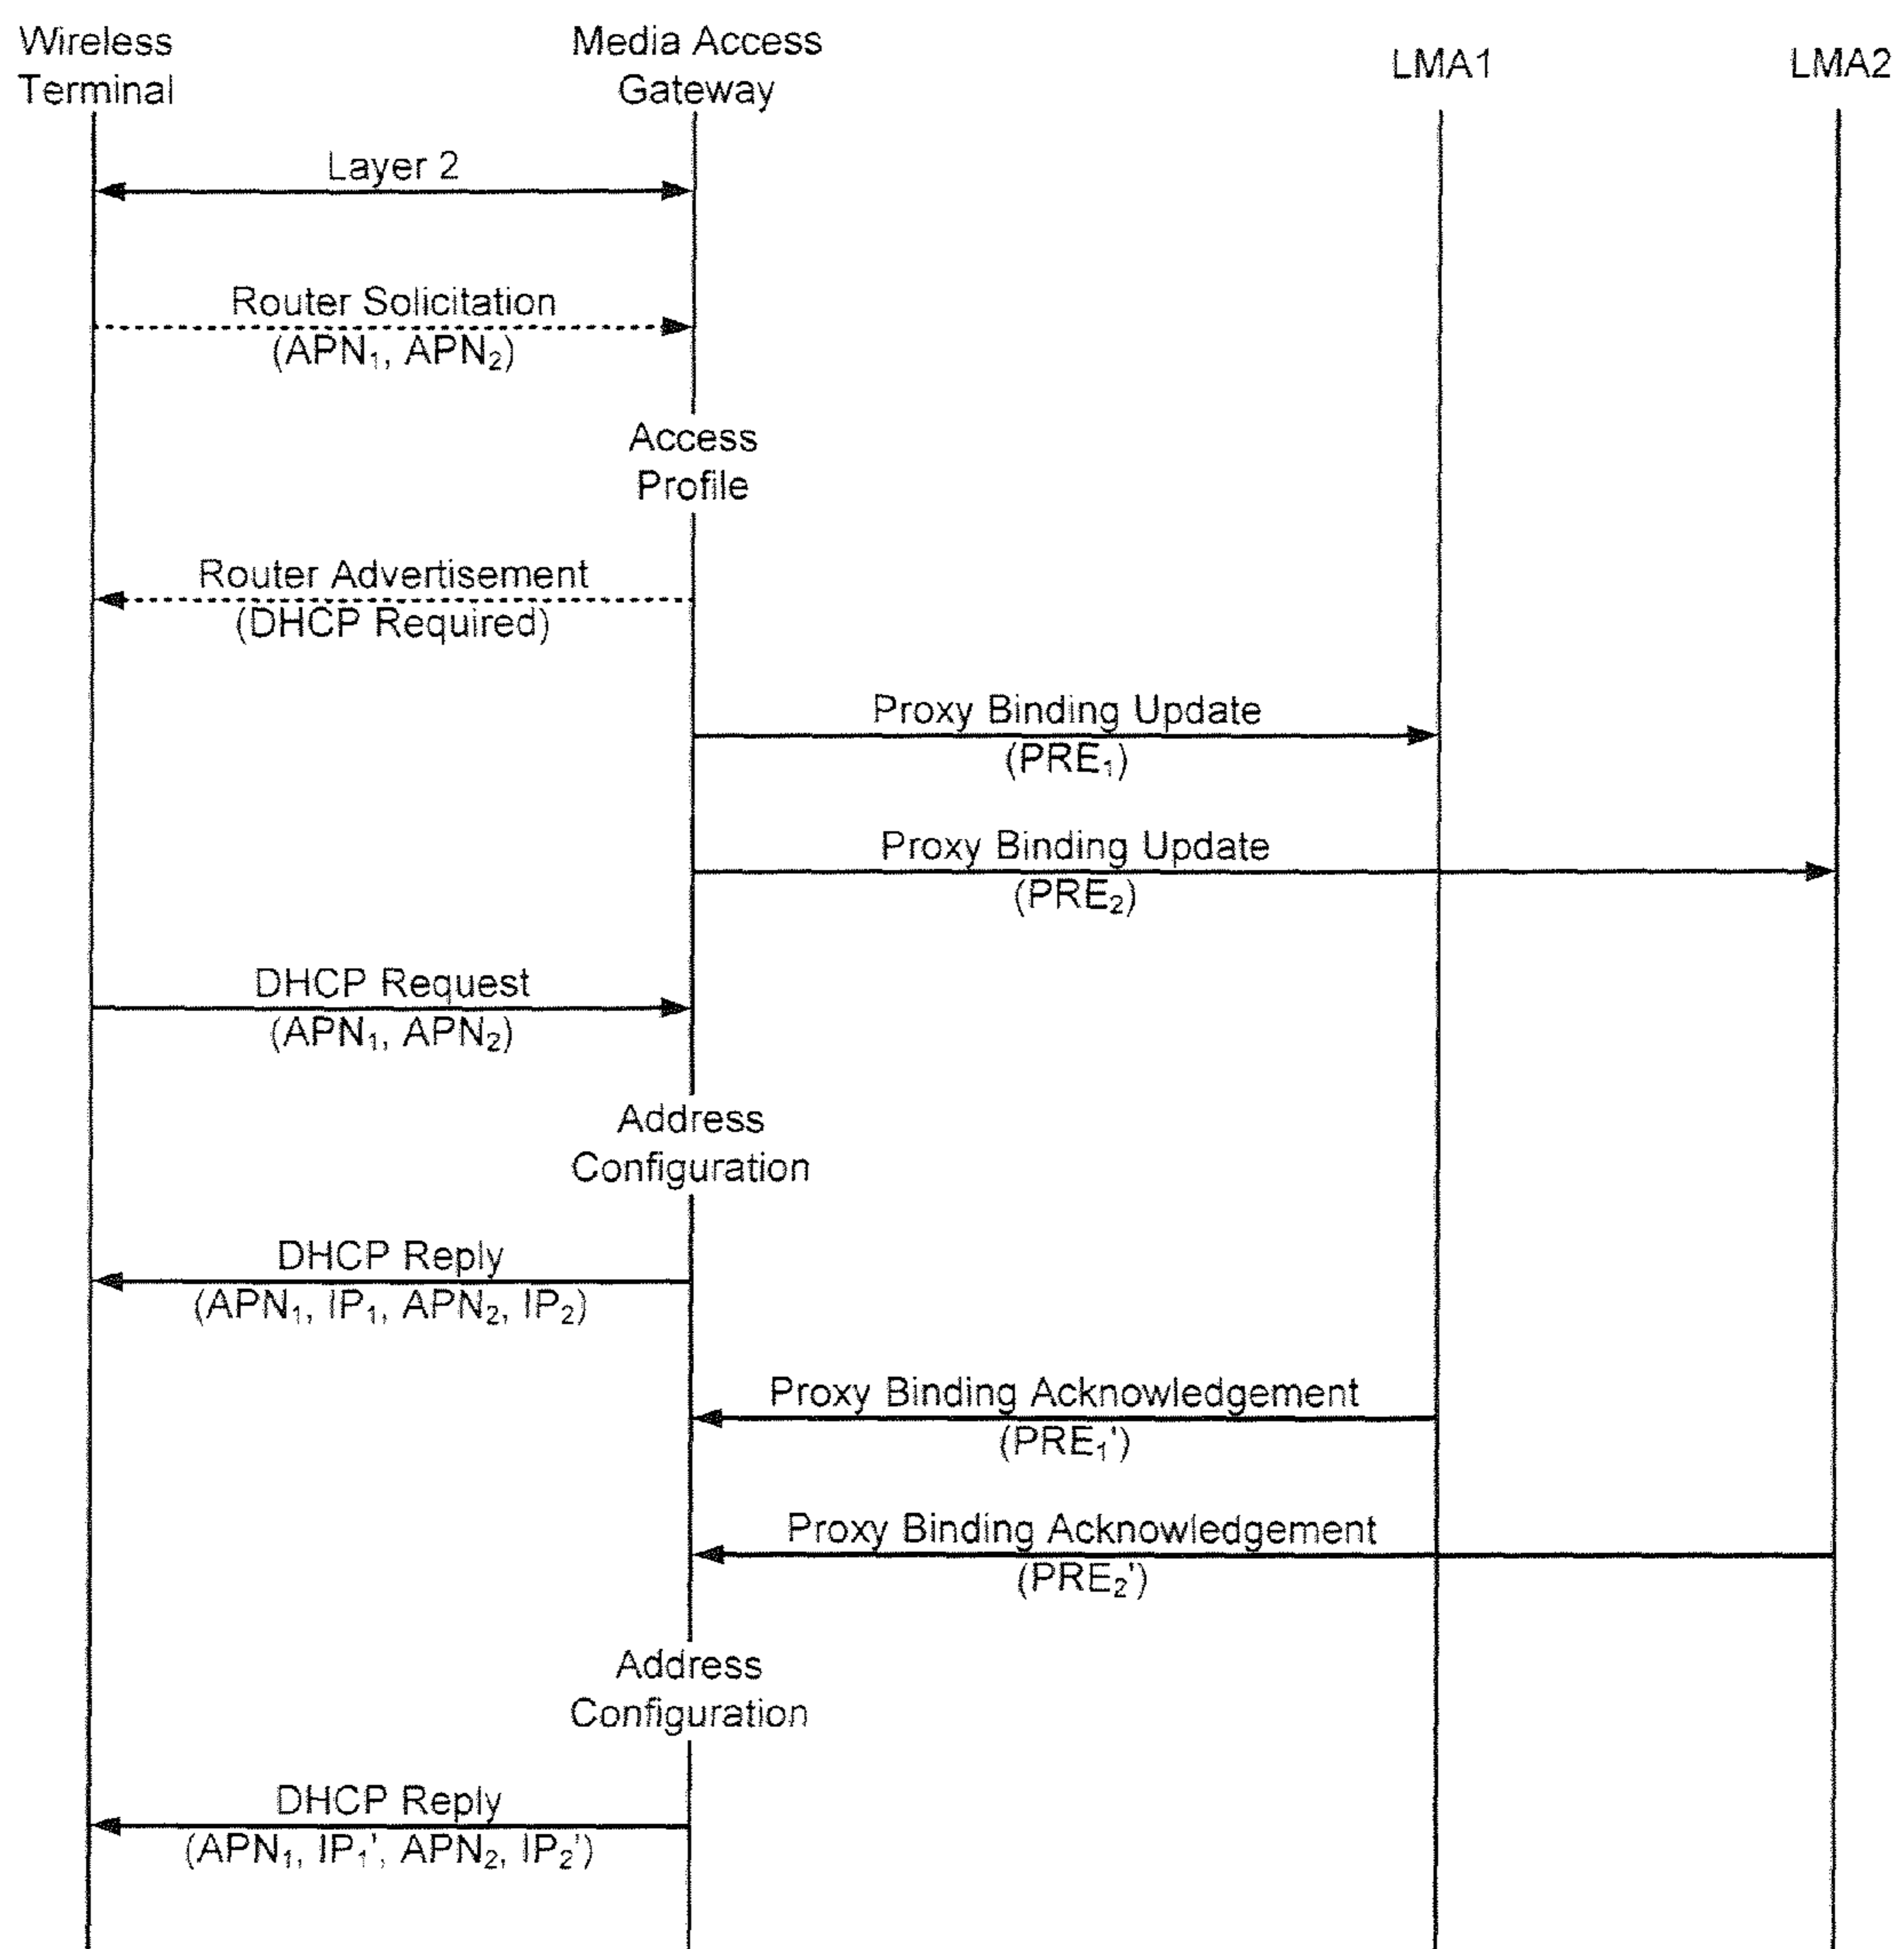 Wireless
Terminal
Media Access
Gateway
LMA1
LMA2
Layer 2
Router Solicitation
(APN₁, APN₂)
Access
Profile
Router Advertisement
(DHCP Required)
Proxy Binding Update
(PRE₁)
Proxy Binding Update
(PRE₂)
DHCP Request
(APN₁, APN₂)
Address
Configuration
DHCP Reply
(APN₁, IP₁, APN₂, IP₂)
Proxy Binding Acknowledgement
(PRE₁')
Proxy Binding Acknowledgement
(PRE₂')
Address
Configuration
DHCP Reply
(APN₁, IP₁', APN₂, IP₂')